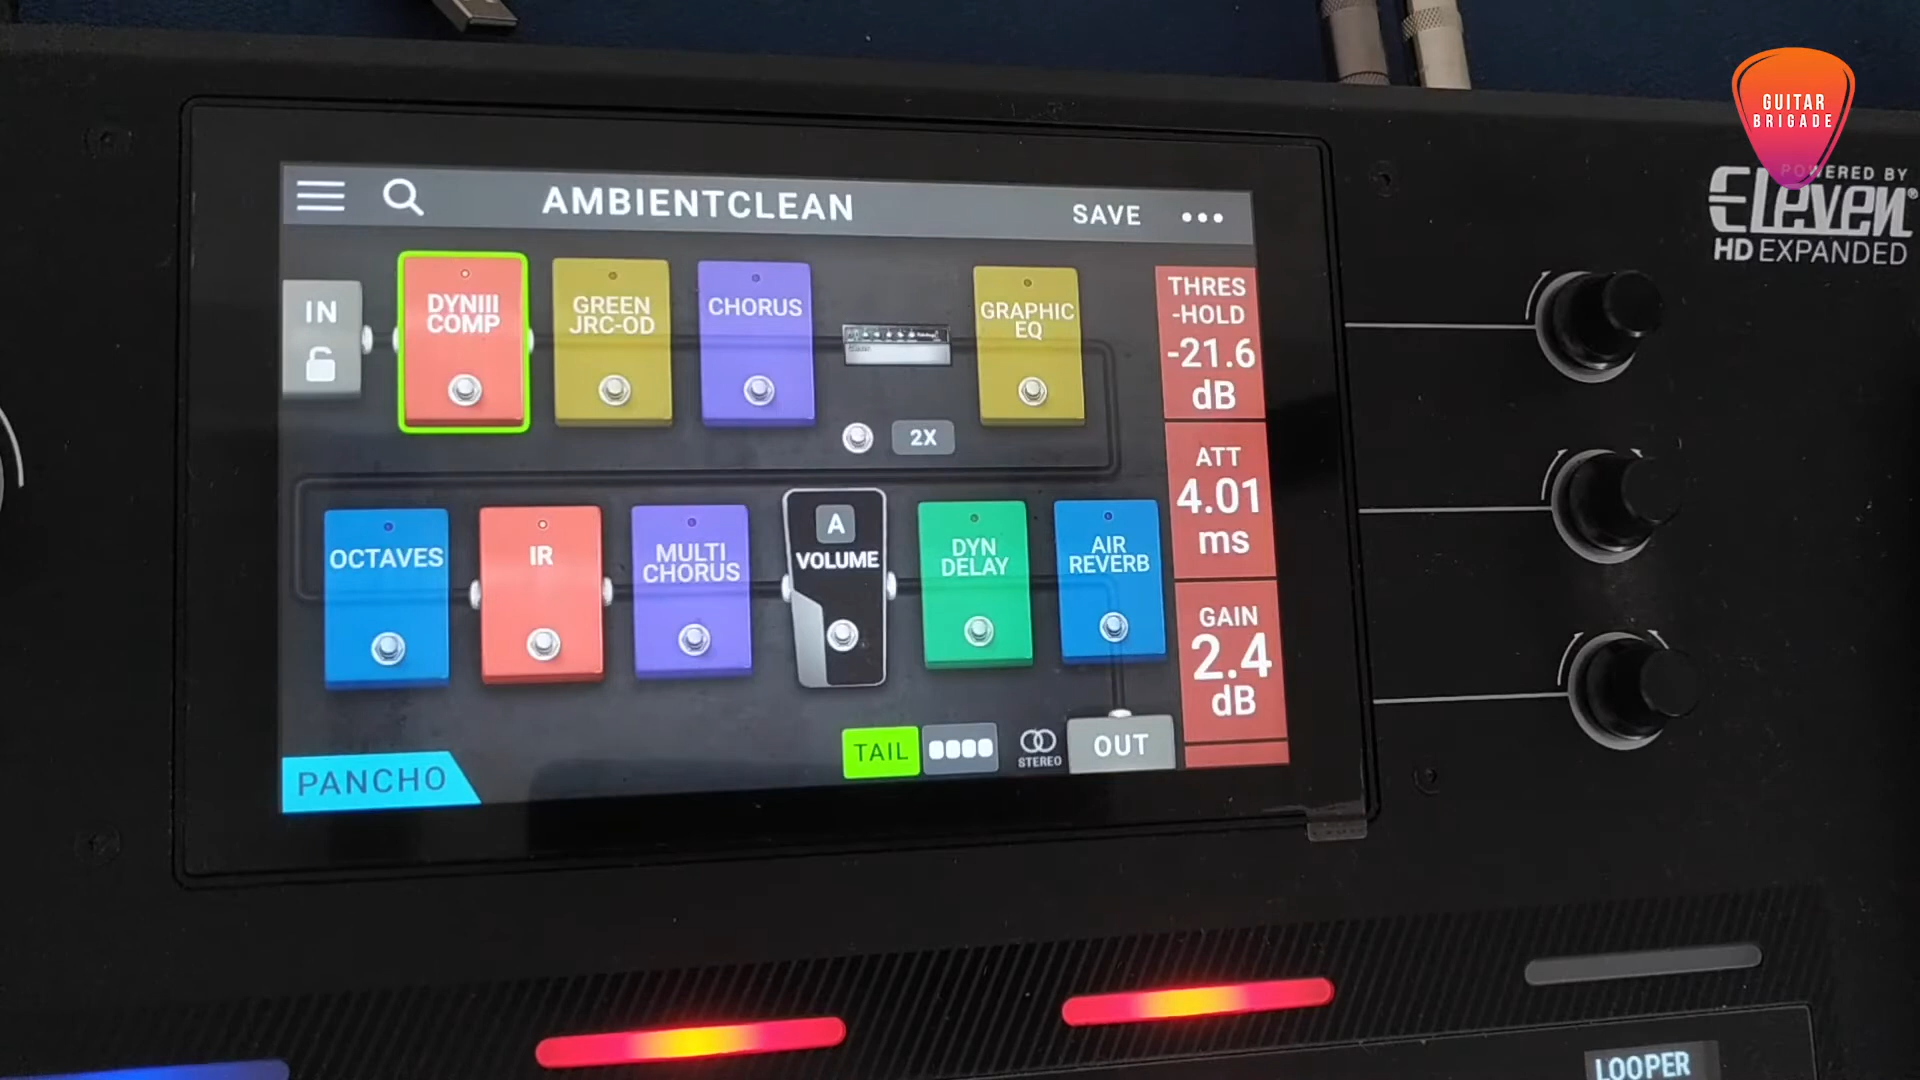 GUITAR
BRIGADE
POWERED BY
Eleven®
HD EXPANDED
AMBIENTCLEAN
SAVE
IN
DYNIII
COMP
GREEN
JRC-OD
CHORUS
GRAPHIC
EQ
2X
THRES
-HOLD
-21.6
dB
ATT
4.01
ms
GAIN
2.4
dB
OCTAVES
IR
MULTI
CHORUS
A
VOLUME
DYN
DELAY
AIR
REVERB
TAIL
STEREO
OUT
PANCHO
LOOPER